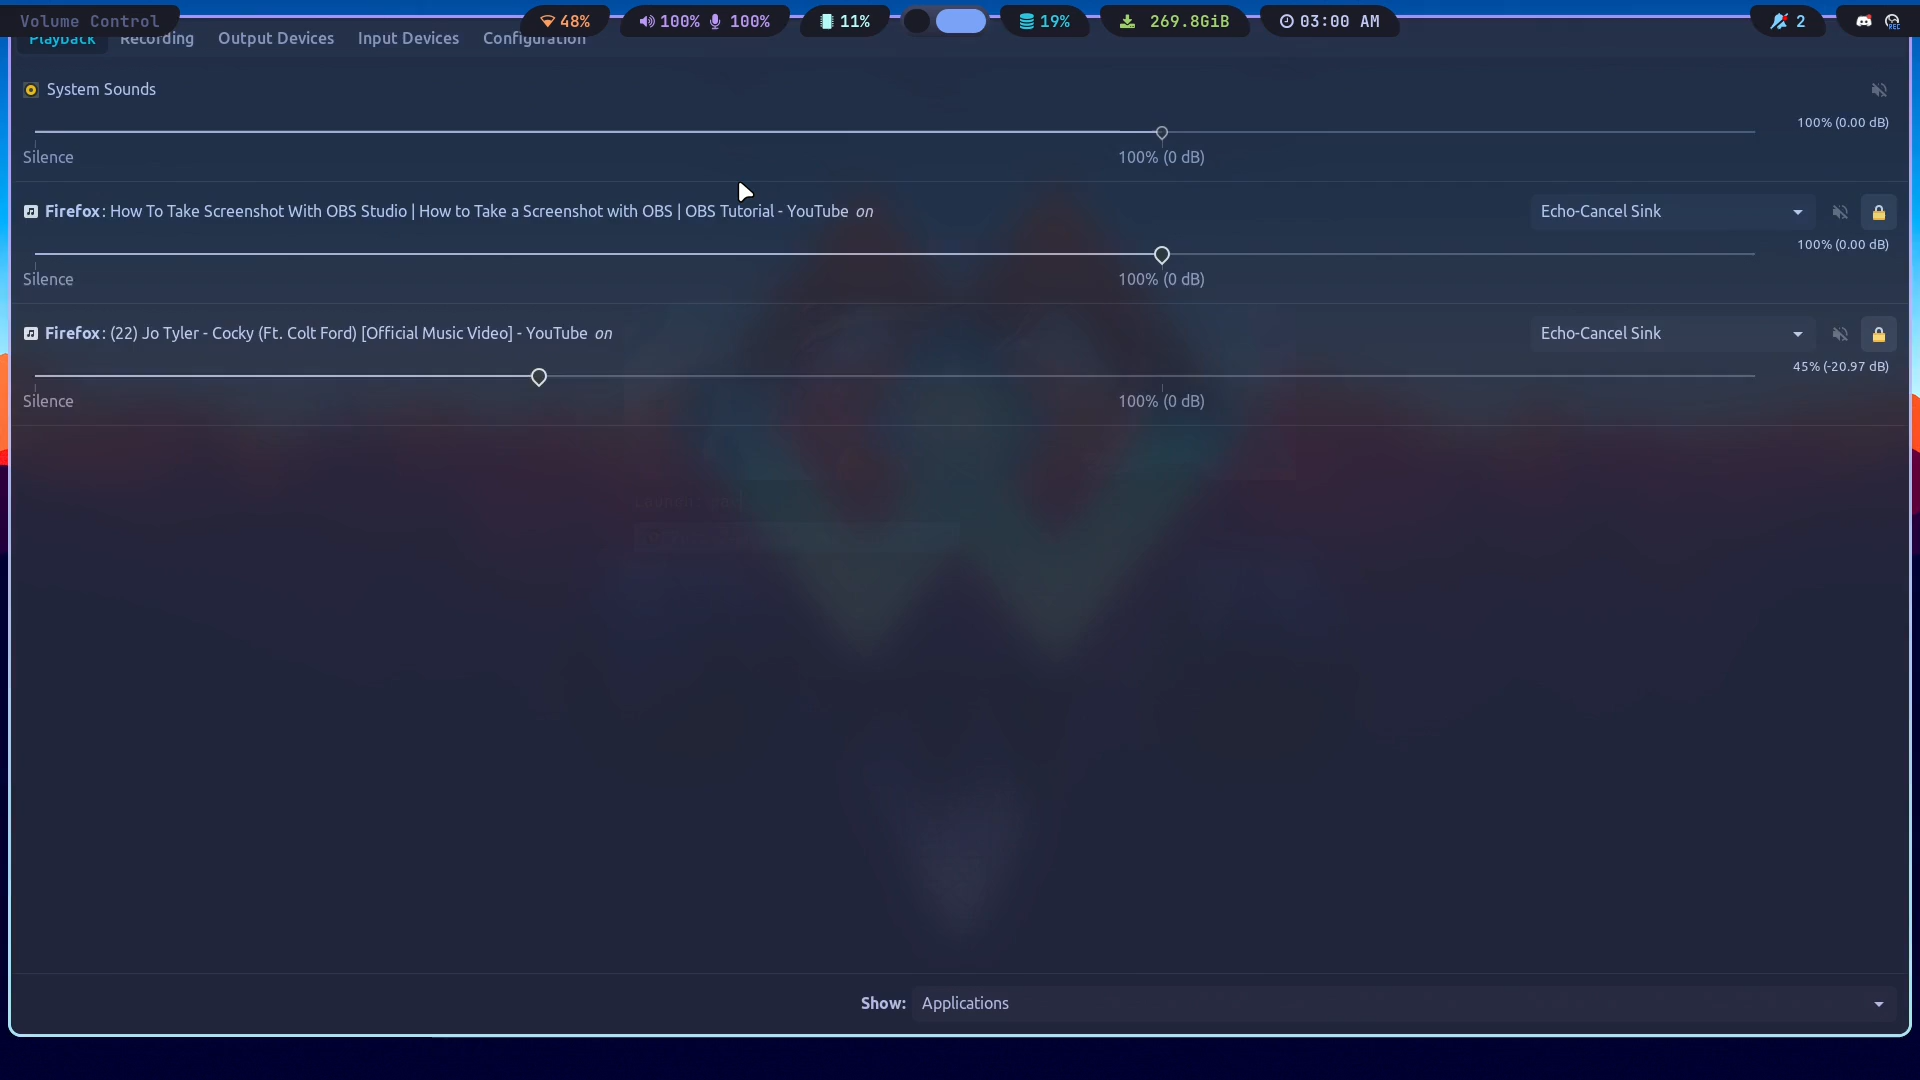 Volume Control
48%
100% 100%
11%
19%
269.8GiB
03:00 AM
2
Playback Recording Output Devices Input Devices Configuration
System Sounds
100% (0.00 dB)
Silence 100% (0 dB)
Firefox: How To Take Screenshot With OBS Studio | How to Take a Screenshot with OBS | OBS Tutorial - YouTube on Echo-Cancel Sink
100% (0.00 dB)
Silence 100% (0 dB)
Firefox: (22) Jo Tyler - Cocky (Ft. Colt Ford) [Official Music Video] - YouTube on Echo-Cancel Sink
45% (-20.97 dB)
Silence 100% (0 dB)
Show: Applications